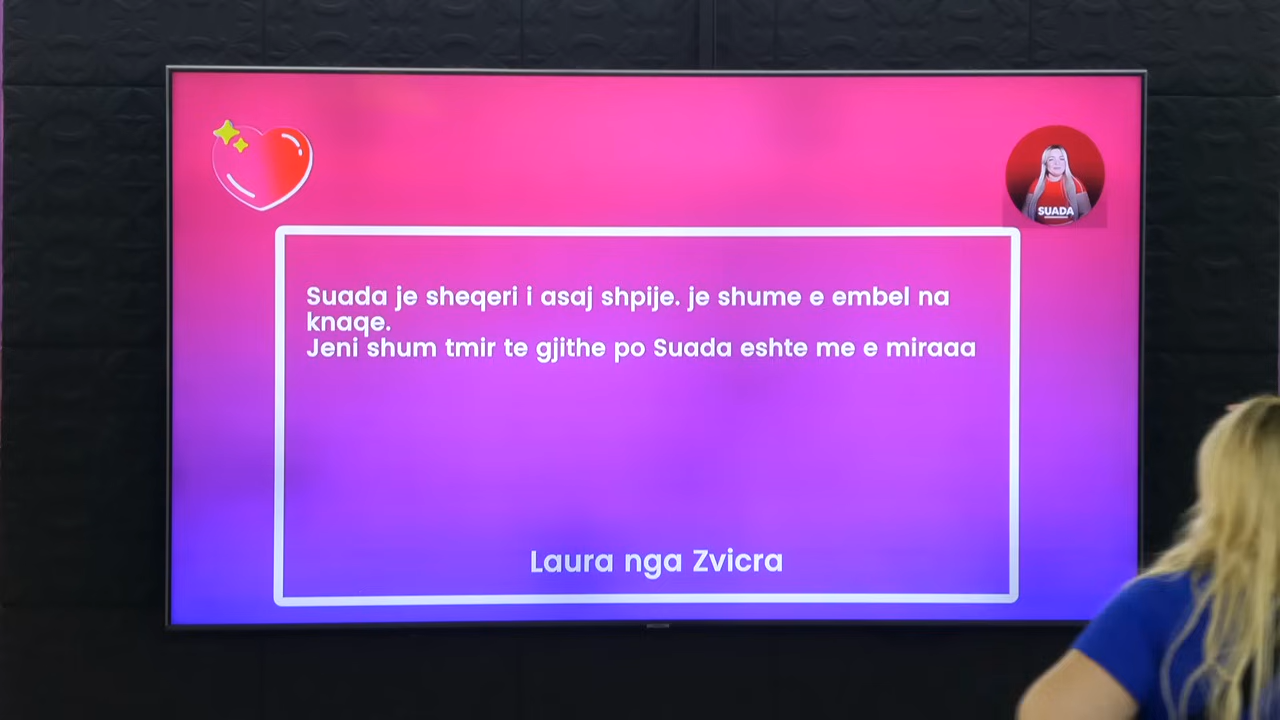 SUADA
Suada je sheqeri i asaj shpije. je shume e embel na
knaqe.
Jeni shum tmir te gjithe po Suada eshte me e miraaa
Laura nga Zvicra